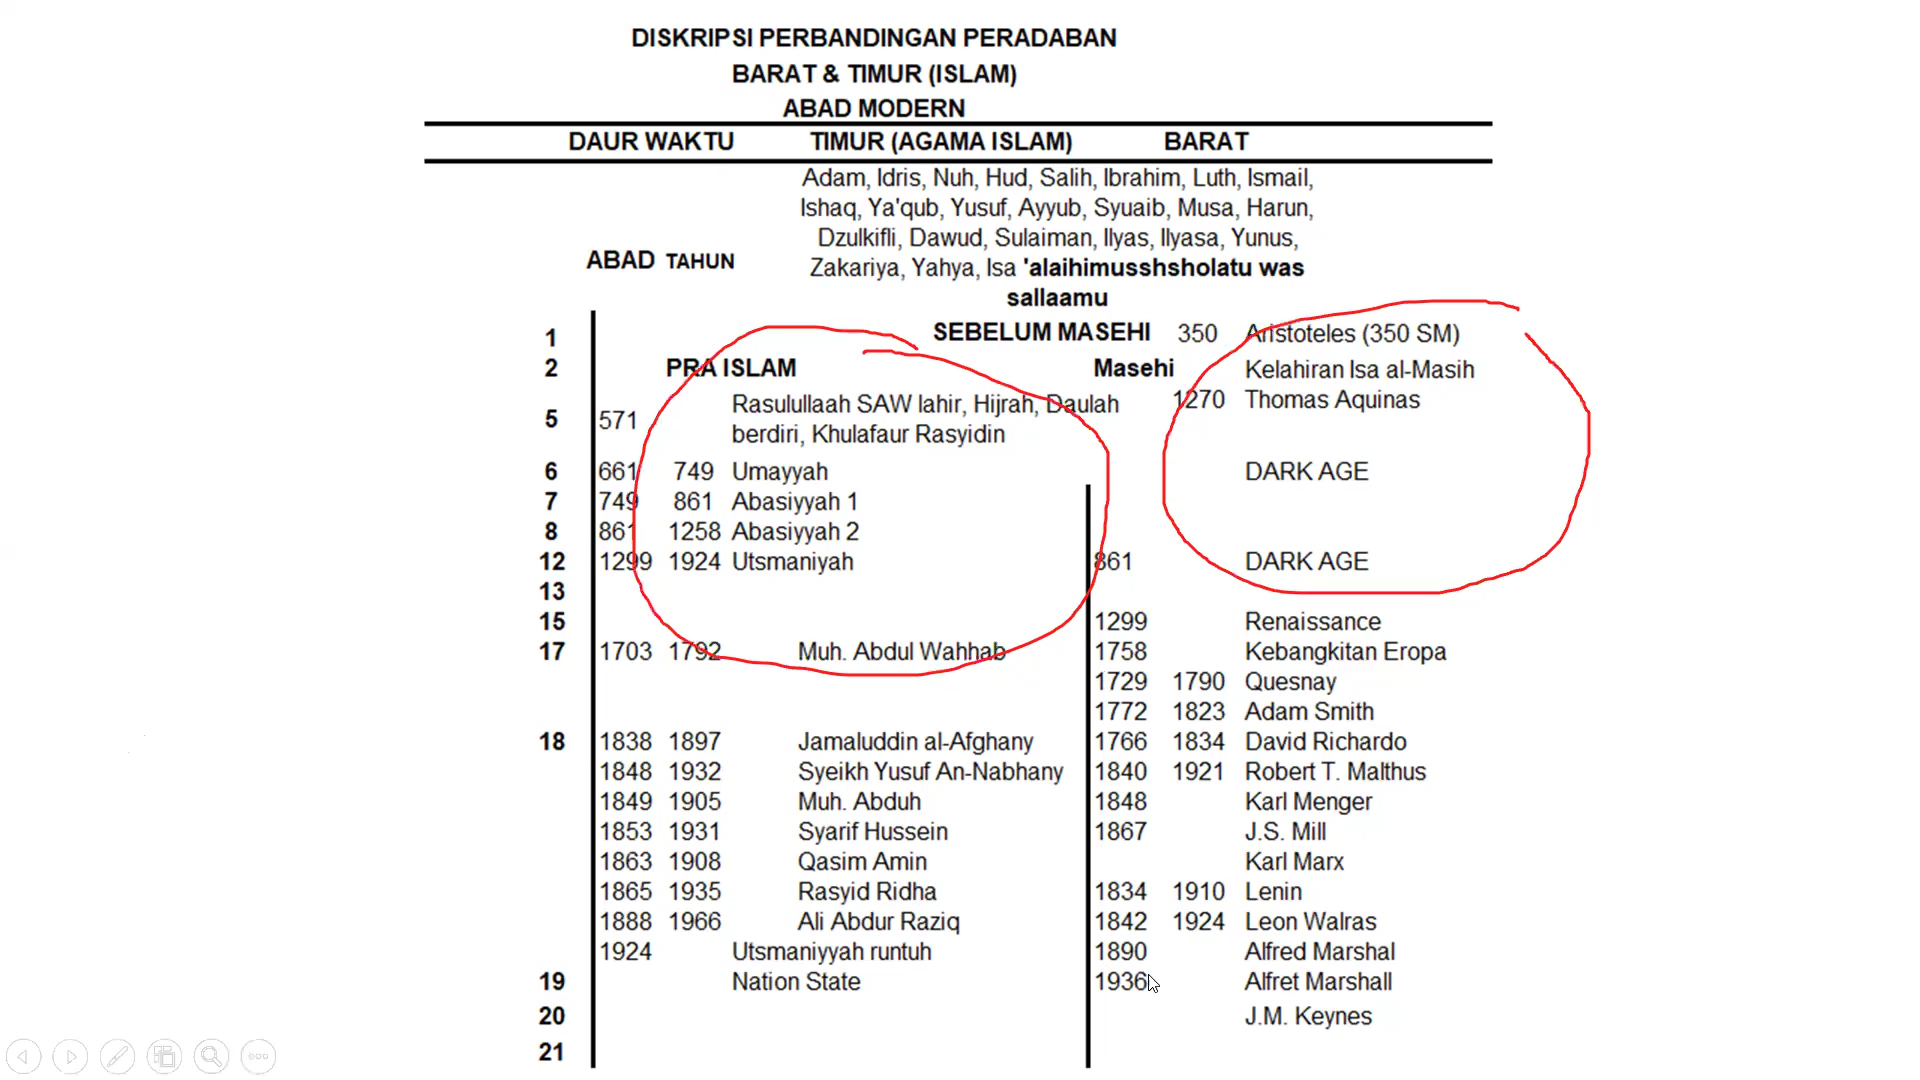 DISKRIPSI PERBANDINGAN PERADABAN
BARAT & TIMUR (ISLAM)
ABAD MODERN
DAUR WAKTU TIMUR (AGAMA ISLAM) BARAT
Adam, Idris, Nuh, Hud, Salih, Ibrahim, Luth, Ismail,
Ishaq, Ya'qub, Yusuf, Ayyub, Syuaib, Musa, Harun,
Dzulkifli, Dawud, Sulaiman, Ilyas, Ilyasa, Yunus,
ABAD TAHUN
Zakariya, Yahya, Isa 'alaihimusshsholatu was
sallaamu
1 SEBELUM MASEHI 350 Aristoteles (350 SM)
2 PRA ISLAM Masehi Kelahiran Isa al-Masih
1270 Thomas Aquinas
5 571 Rasulullaah SAW lahir, Hijrah, Daulah
berdiri, Khulafaur Rasyidin
6 661 749 Umayyah DARK AGE
7 749 861 Abasiyyah 1
8 861 1258 Abasiyyah 2
12 1299 1924 Utsmaniyah 861 DARK AGE
13
15 1299 Renaissance
17 1703 1792 Muh. Abdul Wahhab 1758 Kebangkitan Eropa
1729 1790 Quesnay
1772 1823 Adam Smith
18 1838 1897 Jamaluddin al-Afghany 1766 1834 David Richardo
1848 1932 Syeikh Yusuf An-Nabhany 1840 1921 Robert T. Malthus
1849 1905 Muh. Abduh 1848 Karl Menger
1853 1931 Syarif Hussein 1867 J.S. Mill
1863 1908 Qasim Amin Karl Marx
1865 1935 Rasyid Ridha 1834 1910 Lenin
1888 1966 Ali Abdur Raziq 1842 1924 Leon Walras
1924 Utsmaniyyah runtuh 1890 Alfred Marshal
19 Nation State 1936 Alfret Marshall
20 J.M. Keynes
21